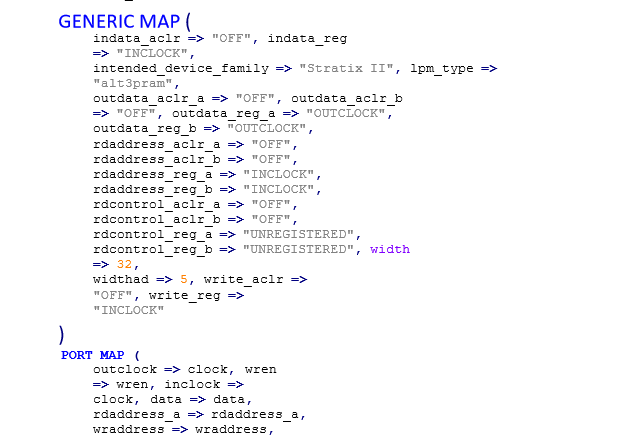 GENERIC MAP (
indata_aclr => "OFF", indata_reg
=> "INCLOCK",
intended_device_family => "Stratix II", lpm_type =>
"alt3pram",
outdata_aclr_a => "OFF", outdata_aclr_b
=> "OFF", outdata_reg_a => "OUTCLOCK",
outdata_reg_b => "OUTCLOCK",
rdaddress_aclr_a => "OFF",
rdaddress_aclr_b => "OFF",
rdaddress_reg_a => "INCLOCK",
rdaddress_reg_b => "INCLOCK",
rdcontrol_aclr_a => "OFF",
rdcontrol_aclr_b => "OFF",
rdcontrol_reg_a => "UNREGISTERED",
rdcontrol_reg_b => "UNREGISTERED", width
=> 32,
widthad => 5, write_aclr =>
"OFF", write_reg =>
"INCLOCK"
)
PORT MAP (
outclock => clock, wren
=> wren, inclock =>
clock, data => data,
rdaddress_a => rdaddress_a,
wraddress => wraddress,